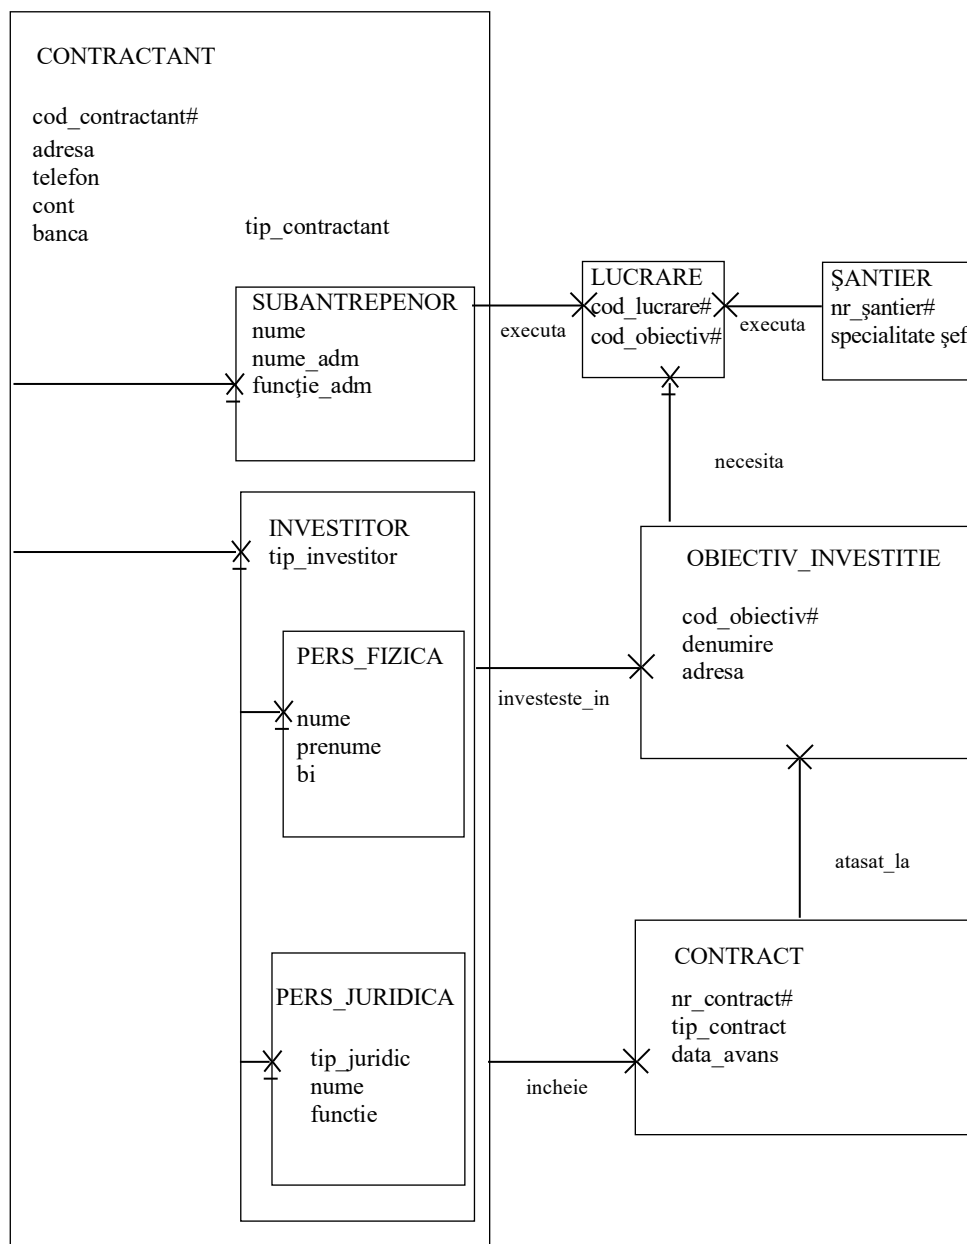 CONTRACTANT
cod_contractant#
adresa
telefon
cont
banca
tip_contractant
SUBANTREPENOR
nume
nume_adm
funcţie_adm
executa
LUCRARE
cod_lucrare#
cod_obiectiv#
executa
ŞANTIER
nr_şantier#
specialitate şef
necesita
INVESTITOR
tip_investitor
PERS_FIZICA
nume
prenume
bi
investeste_in
OBIECTIV_INVESTITIE
cod_obiectiv#
denumire
adresa
atasat_la
PERS_JURIDICA
tip_juridic
nume
functie
incheie
CONTRACT
nr_contract#
tip_contract
data_avans